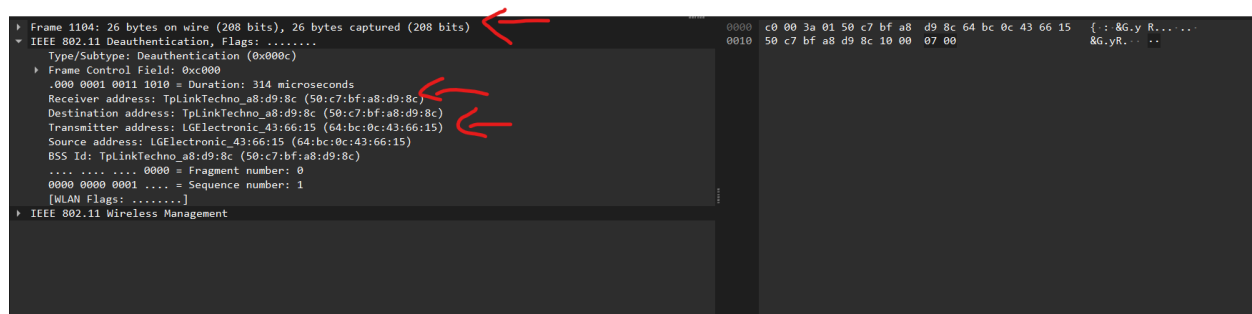 Frame 1104: 26 bytes on wire (208 bits), 26 bytes captured (208 bits)
IEEE 802.11 Deauthentication, Flags: ........
Type/Subtype: Deauthentication (0x000c)
Frame Control Field: 0xc000
.000 0001 0011 1010 = Duration: 314 microseconds
Receiver address: TpLinkTechno_a8:d9:8c (50:c7:bf:a8:d9:8c)
Destination address: TpLinkTechno_a8:d9:8c (50:c7:bf:a8:d9:8c)
Transmitter address: LGElectronic_43:66:15 (64:bc:0c:43:66:15)
Source address: LGElectronic_43:66:15 (64:bc:0c:43:66:15)
BSS Id: TpLinkTechno_a8:d9:8c (50:c7:bf:a8:d9:8c)
.... .... .... 0000 = Fragment number: 0
0000 0000 0001 .... = Sequence number: 1
[WLAN Flags: ........]
IEEE 802.11 Wireless Management
0000 c0 00 3a 01 50 c7 bf a8 d9 8c 64 bc 0c 43 66 15 {·:·&G.y R...·..·
0010 50 c7 bf a8 d9 8c 10 00 07 00 &G.yR.·· ··